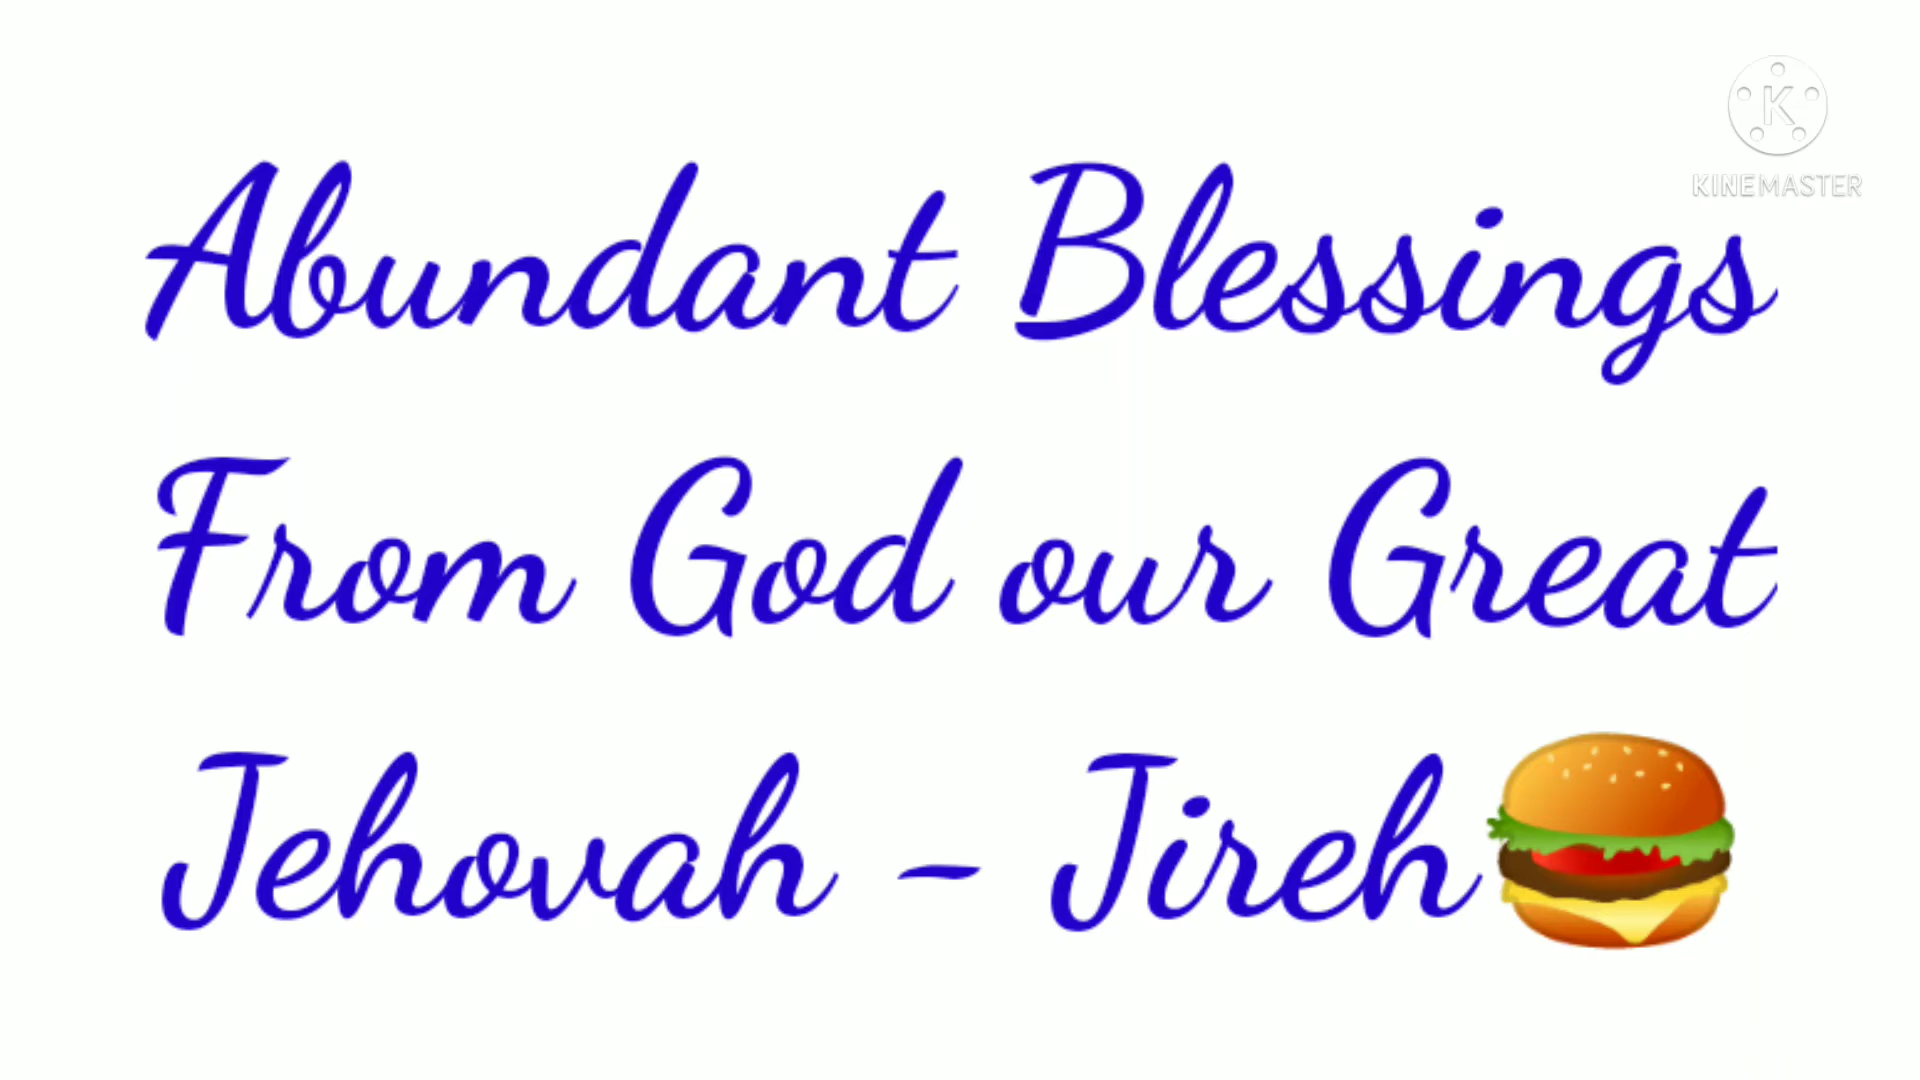 K
KINEMASTER
Abundant Blessings
From God our Great
Jehovah - Jireh🍔